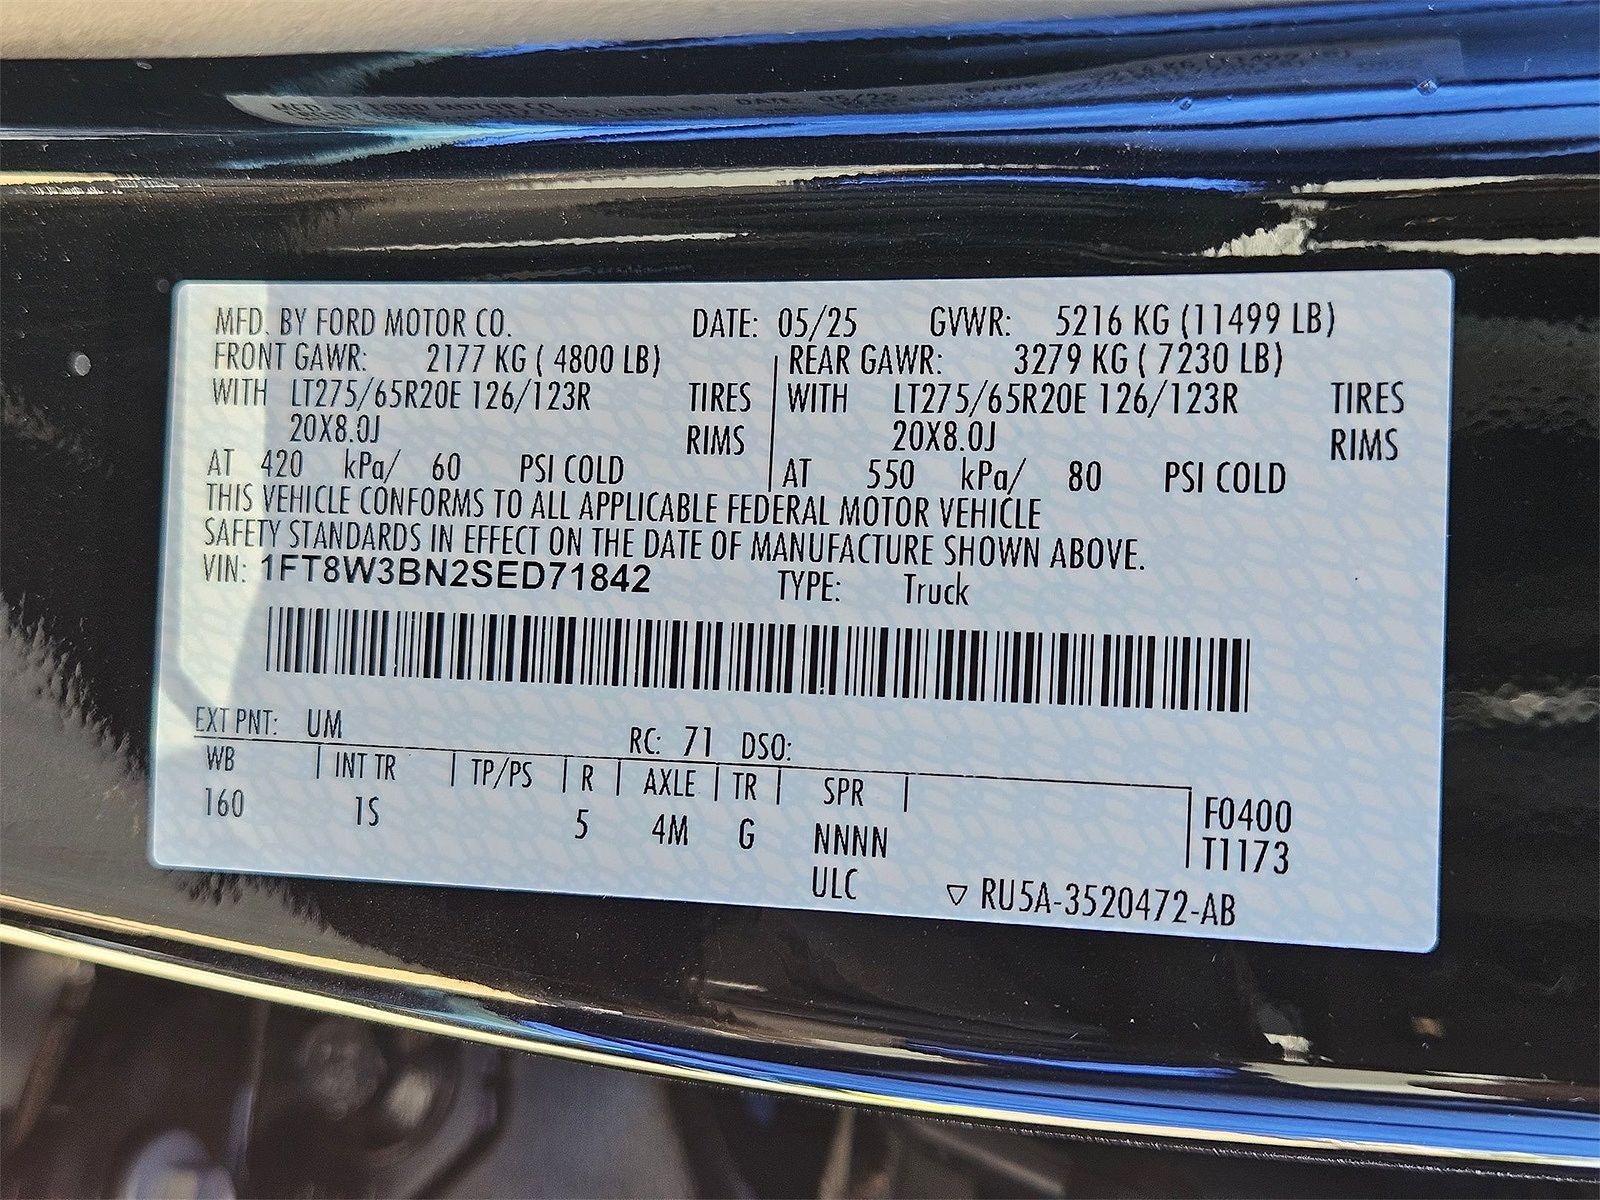 MFD. BY FORD MOTOR CO. DATE: 05/25 GVWR: 5216 KG (11499 LB)
FRONT GAWR: 2177 KG ( 4800 LB) REAR GAWR: 3279 KG ( 7230 LB)
WITH LT275/65R20E 126/123R TIRES WITH LT275/65R20E 126/123R TIRES
20X8.0J RIMS 20X8.0J RIMS
AT 420 kPa/ 60 PSI COLD AT 550 kPa/ 80 PSI COLD
THIS VEHICLE CONFORMS TO ALL APPLICABLE FEDERAL MOTOR VEHICLE
SAFETY STANDARDS IN EFFECT ON THE DATE OF MANUFACTURE SHOWN ABOVE.
VIN: 1FT8W3BN2SED71842 TYPE: Truck
EXT PNT: UM RC: 71 DSO:
WB INT TR TP/PS R AXLE TR SPR
160 1S 5 4M G NNNN
ULC
F0400
T1173
▽ RU5A-3520472-AB